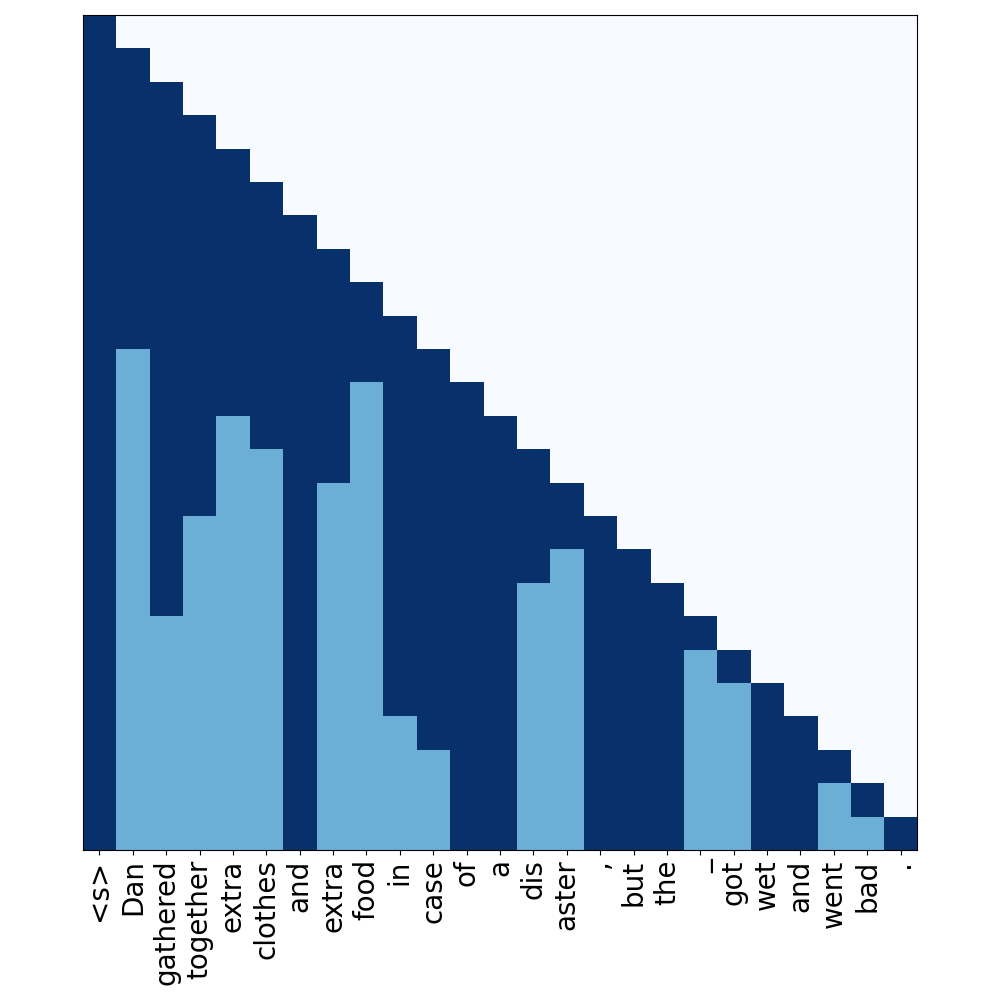 <s>
Dan
gathered
together
extra
clothes
and
extra
food
in
case
of
a
dis
aster
,
but
the
_
got
wet
and
went
bad
.